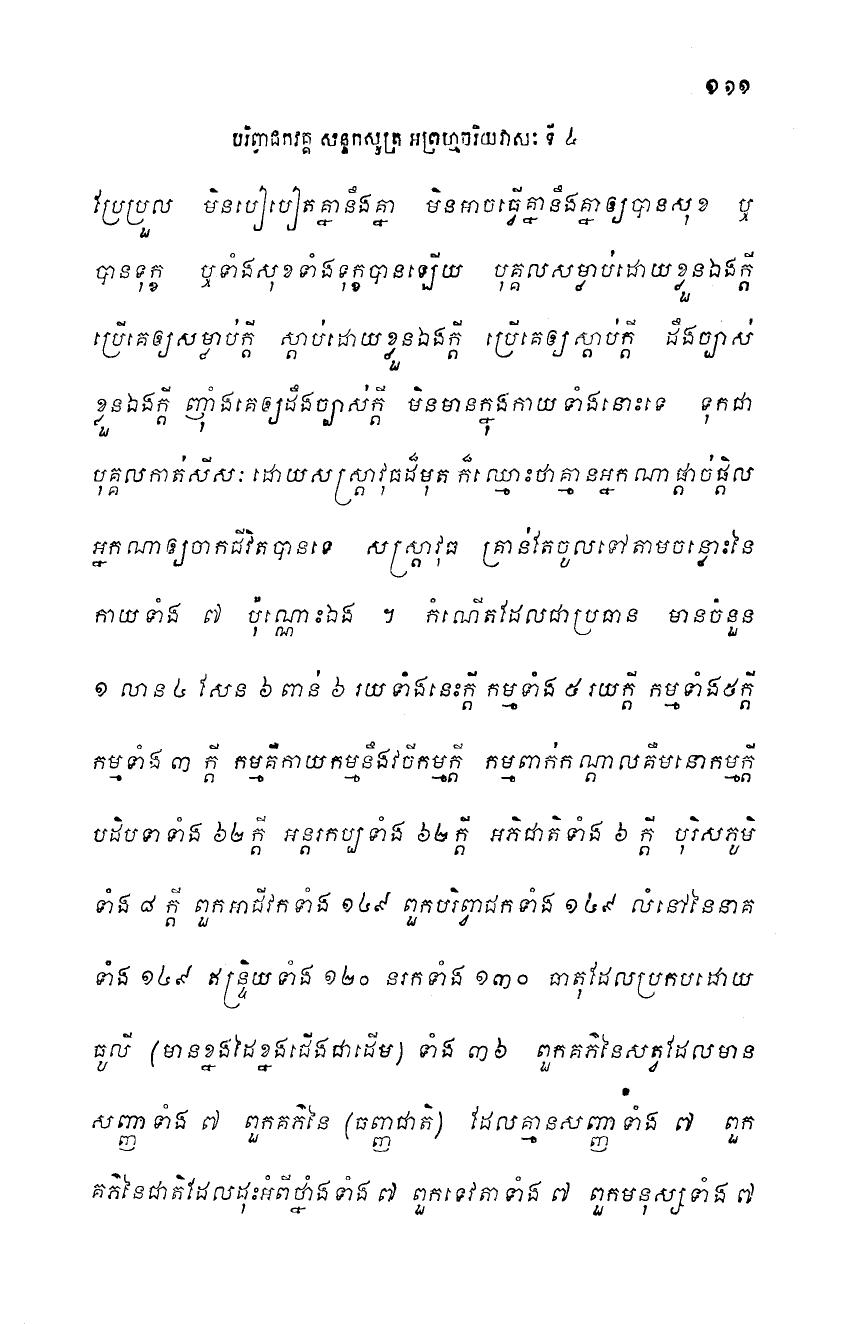 ១១១
បរិព្វាជកវគ្គ សន្ទកសូត្រ អព្រហ្មចរិយវាសៈ ទី ៤
ប្រែប្រួល មិនបៀបៀតគ្នានឹងគ្នា មិនអាចធ្វើគ្នានឹងគ្នាឲ្យបានសុខ ឬ
បានទុក្ខ ឬទាំងសុខទាំងទុក្ខបានឡើយ បុគ្គលសម្លាប់ដោយខ្លួនឯងក្តី
ប្រើគេឲ្យសម្លាប់ក្តី ស្តាប់ដោយខ្លួនឯងក្តី ប្រើគេឲ្យស្តាប់ក្តី ដឹងច្បាស់
ខ្លួនឯងក្តី ញ៉ាំងគេឲ្យដឹងច្បាស់ក្តី មិនមានក្នុងកាយទាំងនោះទេ ទុកជា
បុគ្គលកាត់សីសៈ ដោយសស្ត្រាវុធដ៏មុត ក៏ឈ្មោះថាគ្មានអ្នកណាផ្តាច់ផ្តិល
អ្នកណាឲ្យចាកជីវិតបានទេ សស្ត្រាវុធ គ្រាន់តែចូលទៅតាមចន្លោះនៃ
កាយទាំង ៧ ប៉ុណ្ណោះឯង ។ កំណើតដែលជាប្រធាន មានចំនួន
១ លាន ៤ សែន ៦ ពាន់ ៦ រយទាំងនេះក្តី កម្មទាំង ៥ រយក្តី កម្មទាំង៥ក្តី
កម្មទាំង ៣ ក្តី កម្មគឺកាយកម្មនឹងវចីកម្មក្តី កម្មពាក់កណ្តាលគឺមនោកម្មក្តី
បដិបទាទាំង ៦២ ក្តី អន្តរកប្បទាំង ៦២ ក្តី អភិជាតិទាំង ៦ ក្តី បុរិសភូមិ
ទាំង ៨ ក្តី ពួកអាជីវកទាំង ១៤៩ ពួកបរិព្វាជកទាំង ១៤៩ លំនៅនៃនាគ
ទាំង ១៤៩ ឥន្ទ្រិយទាំង ១២០ នរកទាំង ១៣០ ធាតុដែលប្រកបដោយ
ធូលី (មានខ្នងដៃខ្នងជើងជាដើម) ទាំង ៣៦ ពួកគភ៌នៃសត្វដែលមាន
សញ្ញាទាំង ៧ ពួកគភ៌នៃ (ធញ្ញជាតិ) ដែលគ្មានសញ្ញាទាំង ៧ ពួក
គភ៌នៃជាតិដែលដុះអំពីថ្នាំងទាំង ៧ ពួកទេវតាទាំង ៧ ពួកមនុស្សទាំង ៧